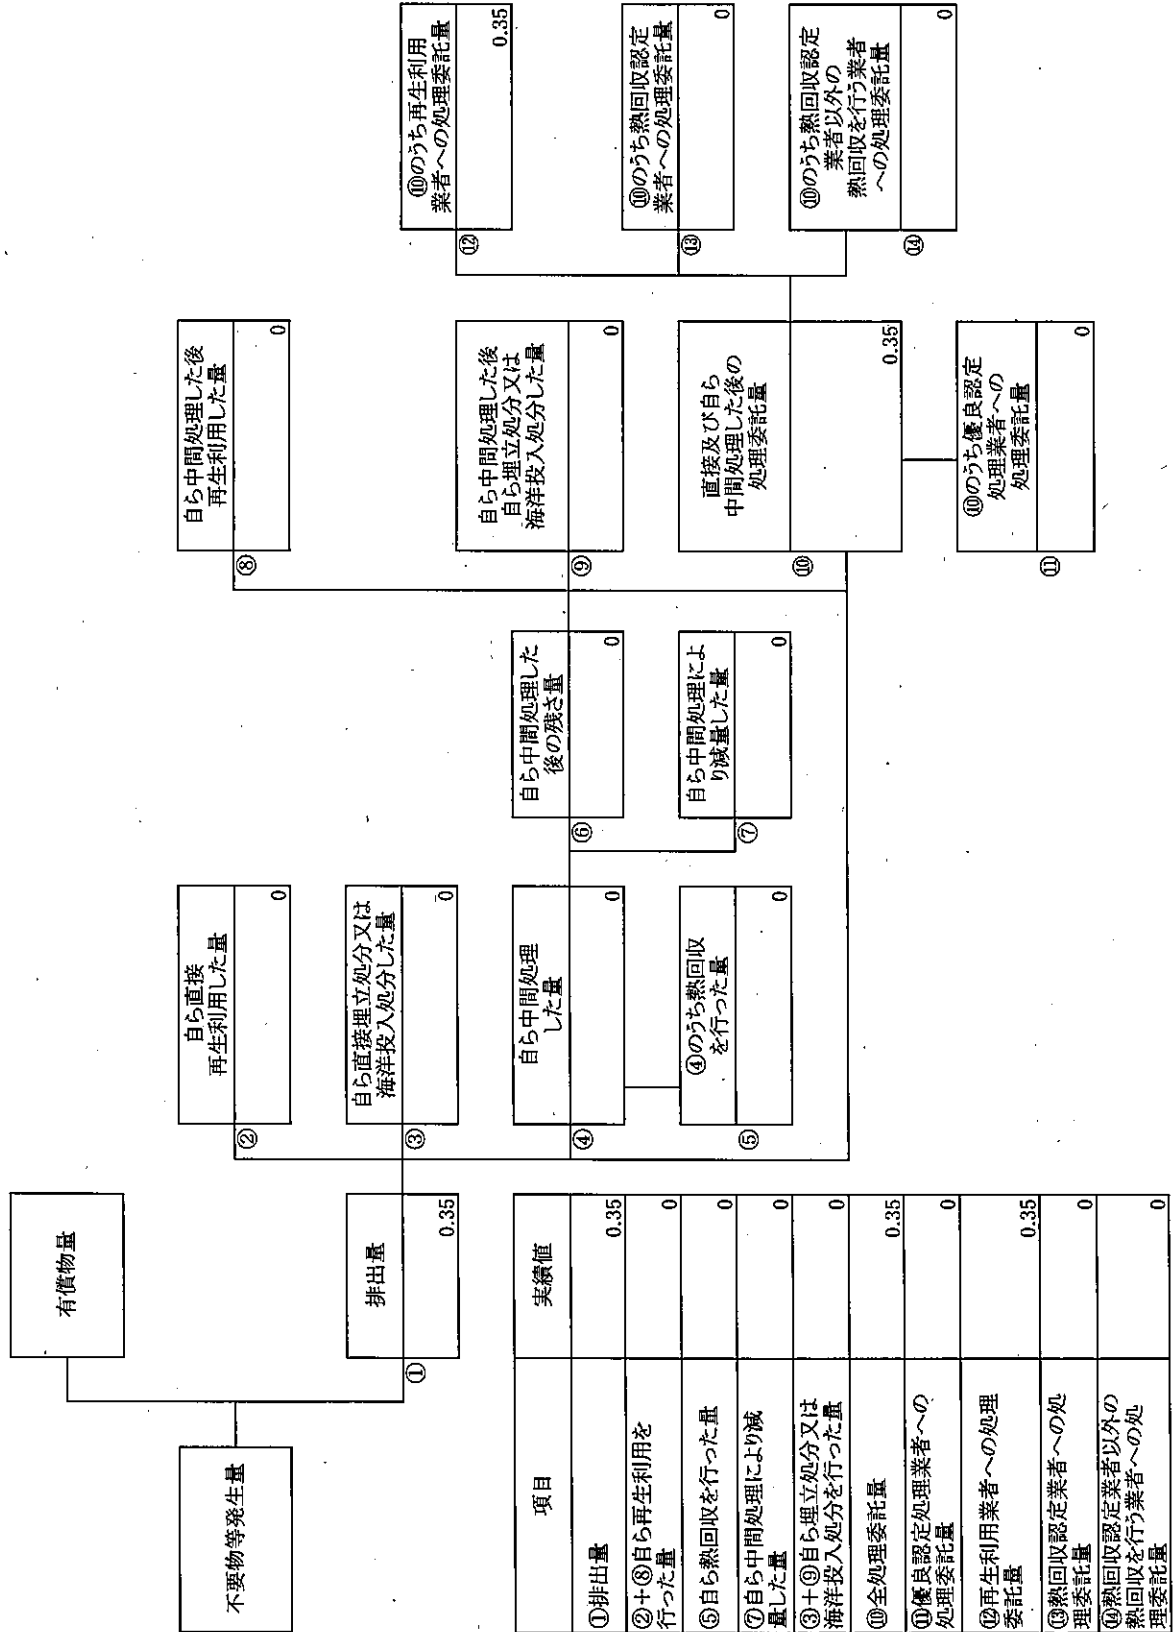 不要物等発生量
有償物量
①
排出量
0.35
②
自ら直接
再生利用した量
0
③
自ら直接埋立処分又は
海洋投入処分した量
0
④
自ら中間処理
した量
0
⑤
④のうち熱回収
を行った量
0
⑥
自ら中間処理した
後の残さ量
0
⑦
自ら中間処理によ
り減量した量
0
⑧
自ら中間処理した後
再生利用した量
0
⑨
自ら中間処理した後
自ら埋立処分又は
海洋投入処分した量
0
⑩
直接及び自ら
中間処理した後の
処理委託量
0.35
⑪
⑩のうち優良認定
処理業者への
処理委託量
0
⑫
⑩のうち再生利用
業者への処理委託量
0.35
⑬
⑩のうち熱回収認定
業者への処理委託量
0
⑭
⑩のうち熱回収認定
業者以外の
熱回収を行う業者
への処理委託量
0
項目 実績値
①排出量 0.35
②+⑧自ら再生利用を
行った量 0
⑤自ら熱回収を行った量 0
⑦自ら中間処理により減
量した量 0
③+⑨自ら埋立処分又は
海洋投入処分を行った量 0
⑩全処理委託量 0.35
⑪優良認定処理業者への
処理委託量 0
⑫再生利用業者への処理
委託量 0.35
⑬熱回収認定業者への処
理委託量 0
⑭熱回収認定業者以外の
熱回収を行う業者への処
理委託量 0